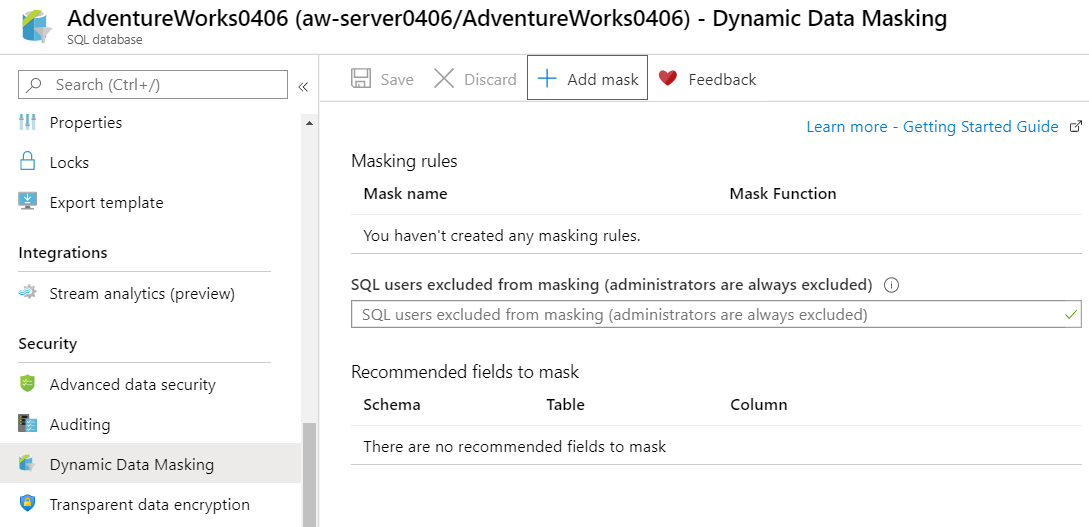 AdventureWorks0406 (aw-server0406/AdventureWorks0406) - Dynamic Data Masking
SQL database
Search (Ctrl+/)
«
Properties
Locks
Export template
Integrations
Stream analytics (preview)
Security
Advanced data security
Auditing
Dynamic Data Masking
Transparent data encryption
Save Discard Add mask Feedback
Learn more - Getting Started Guide
Masking rules
Mask name Mask Function
You haven't created any masking rules.
SQL users excluded from masking (administrators are always excluded)
SQL users excluded from masking (administrators are always excluded)
Recommended fields to mask
Schema Table Column
There are no recommended fields to mask